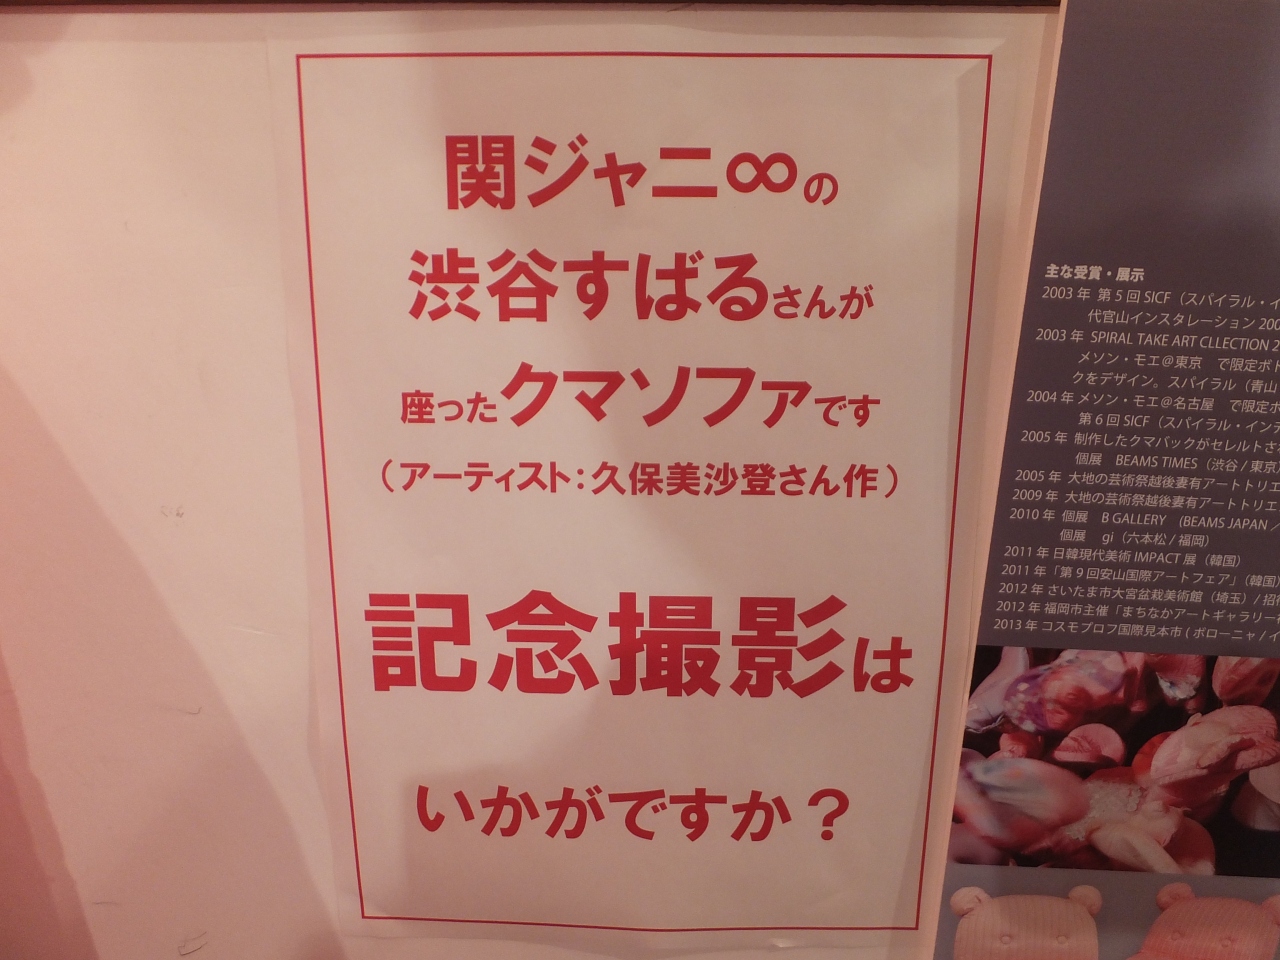 関ジャニ∞の
渋谷すばるさんが
座ったクマソファです
（アーティスト：久保美沙登さん作）
記念撮影は
いかがですか？
主な受賞・展示
2003 年 第 5 回 SICF（スパイラル・イ
代官山インスタレーション 200
2003 年 SPIRAL TAKE ART CLLECTION 2
メゾン・モエ＠東京 で限定ボト
クをデザイン。スパイラル（青山
2004 年 メゾン・モエ＠名古屋 で限定ボ
第 6 回 SICF（スパイラル・インデ
2005 年 制作したクマバックがセレルトさ
個展 BEAMS TIMES（渋谷 / 東京
2005 年 大地の芸術祭越後妻有アートトリエ
2009 年 大地の芸術祭越後妻有アートトリエ
2010 年 個展 B GALLERY (BEAMS JAPAN /
個展 gi（六本松 / 福岡）
2011 年 日韓現代美術 IMPACT 展（韓国）
2011 年「第 9 回安山国際アートフェア」（韓国）
2012 年 さいたま市大宮盆栽美術館（埼玉）/ 招待
2012 年 福岡市主催「まちなかアートギャラリー
2013 年 コスモプロフ国際見本市 ( ボローニャ / イ